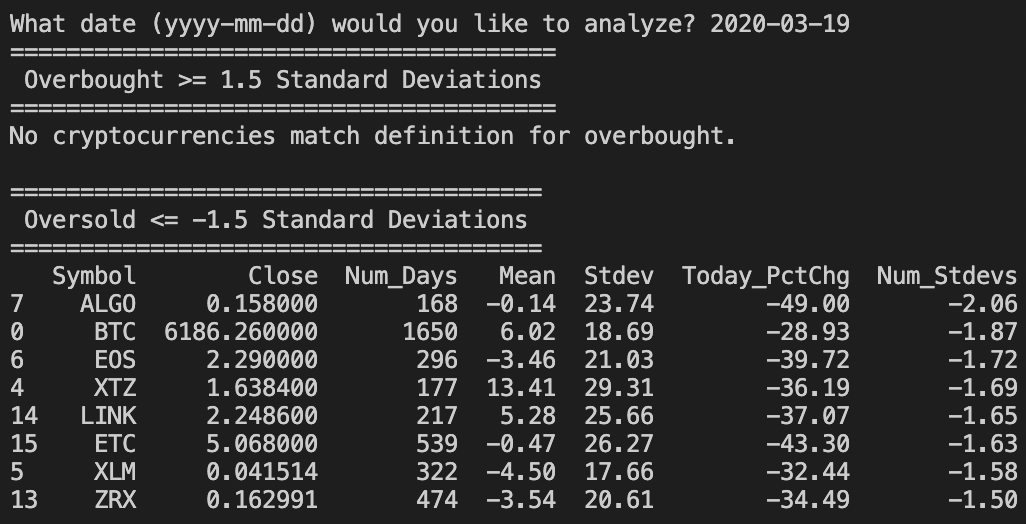 What date (yyyy-mm-dd) would you like to analyze? 2020-03-19
=======================================
 Overbought >= 1.5 Standard Deviations
=======================================
No cryptocurrencies match definition for overbought.

======================================
 Oversold <= -1.5 Standard Deviations
======================================
   Symbol        Close  Num_Days   Mean  Stdev  Today_PctChg  Num_Stdevs
7    ALGO     0.158000       168  -0.14  23.74        -49.00       -2.06
0     BTC  6186.260000      1650   6.02  18.69        -28.93       -1.87
6     EOS     2.290000       296  -3.46  21.03        -39.72       -1.72
4     XTZ     1.638400       177  13.41  29.31        -36.19       -1.69
14   LINK     2.248600       217   5.28  25.66        -37.07       -1.65
15    ETC     5.068000       539  -0.47  26.27        -43.30       -1.63
5     XLM     0.041514       322  -4.50  17.66        -32.44       -1.58
13    ZRX     0.162991       474  -3.54  20.61        -34.49       -1.50